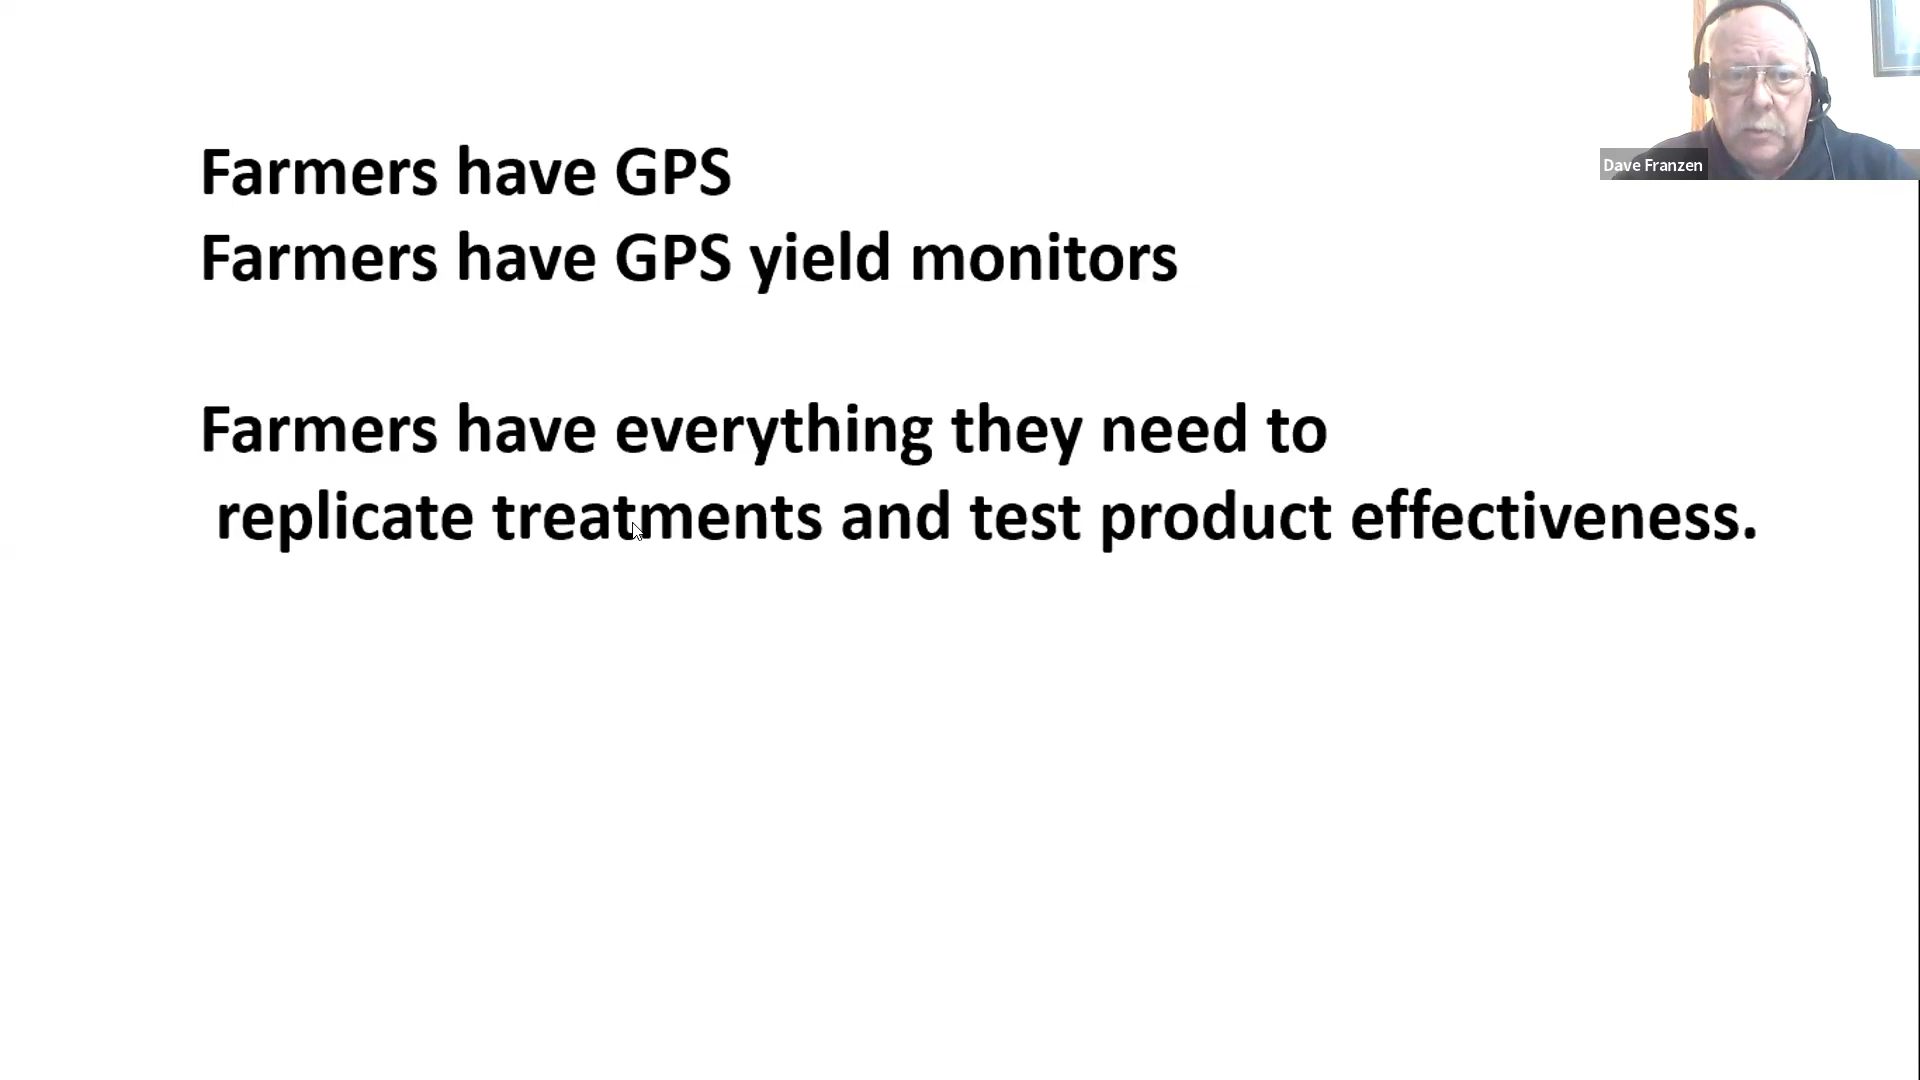 Farmers have GPS
Farmers have GPS yield monitors
Farmers have everything they need to
replicate treatments and test product effectiveness.
Dave Franzen